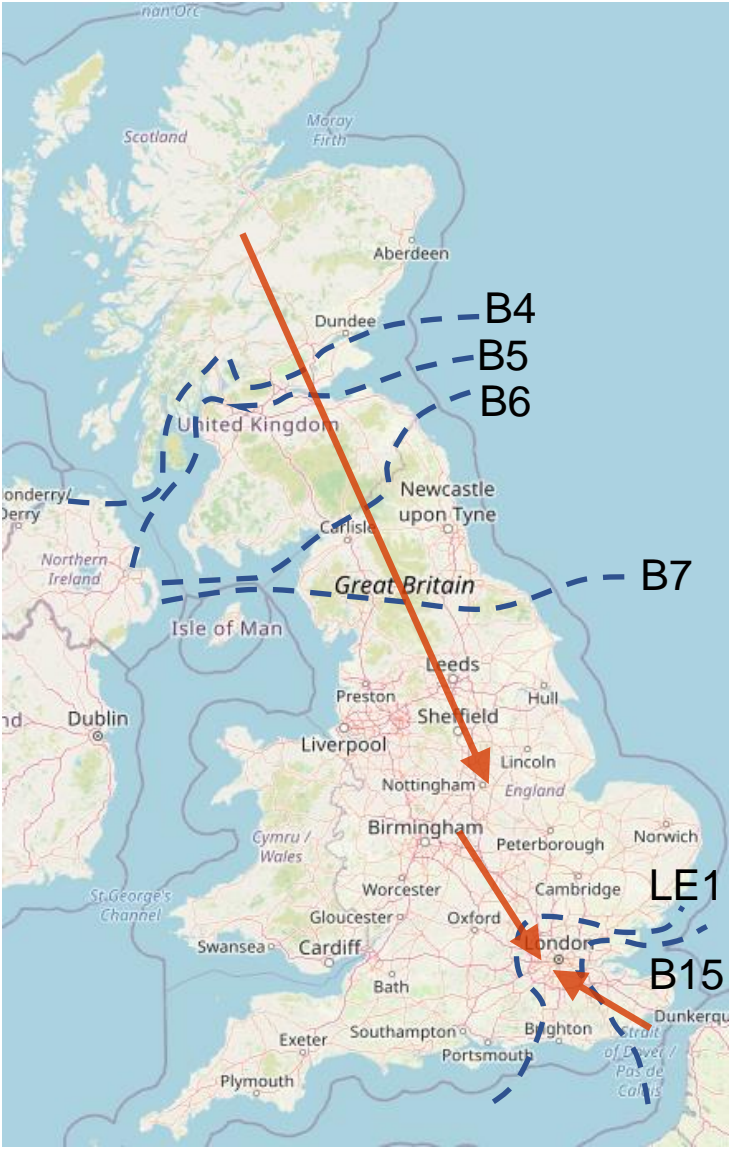 nan Orc
Moray
Firth
Scotland
Aberdeen
Dundee
B4
B5
B6
United Kingdom
onderry/
Derry
Newcastle
upon Tyne
Carlisle
Northern
Ireland
Great Britain
B7
Isle of Man
Leeds
Preston
Hull
nd
Dublin
Sheffield
Liverpool
Lincoln
Nottingham
England
Birmingham
Peterborough
Norwich
Cymru /
Wales
LE1
St George's
Channel
Worcester
Cambridge
Gloucester
Oxford
Swansea
Cardiff
London
B15
Bath
Dunkerqu
Southampton
Brighton
Strait
of Dover /
Pas de
Calais
Exeter
Portsmouth
Plymouth